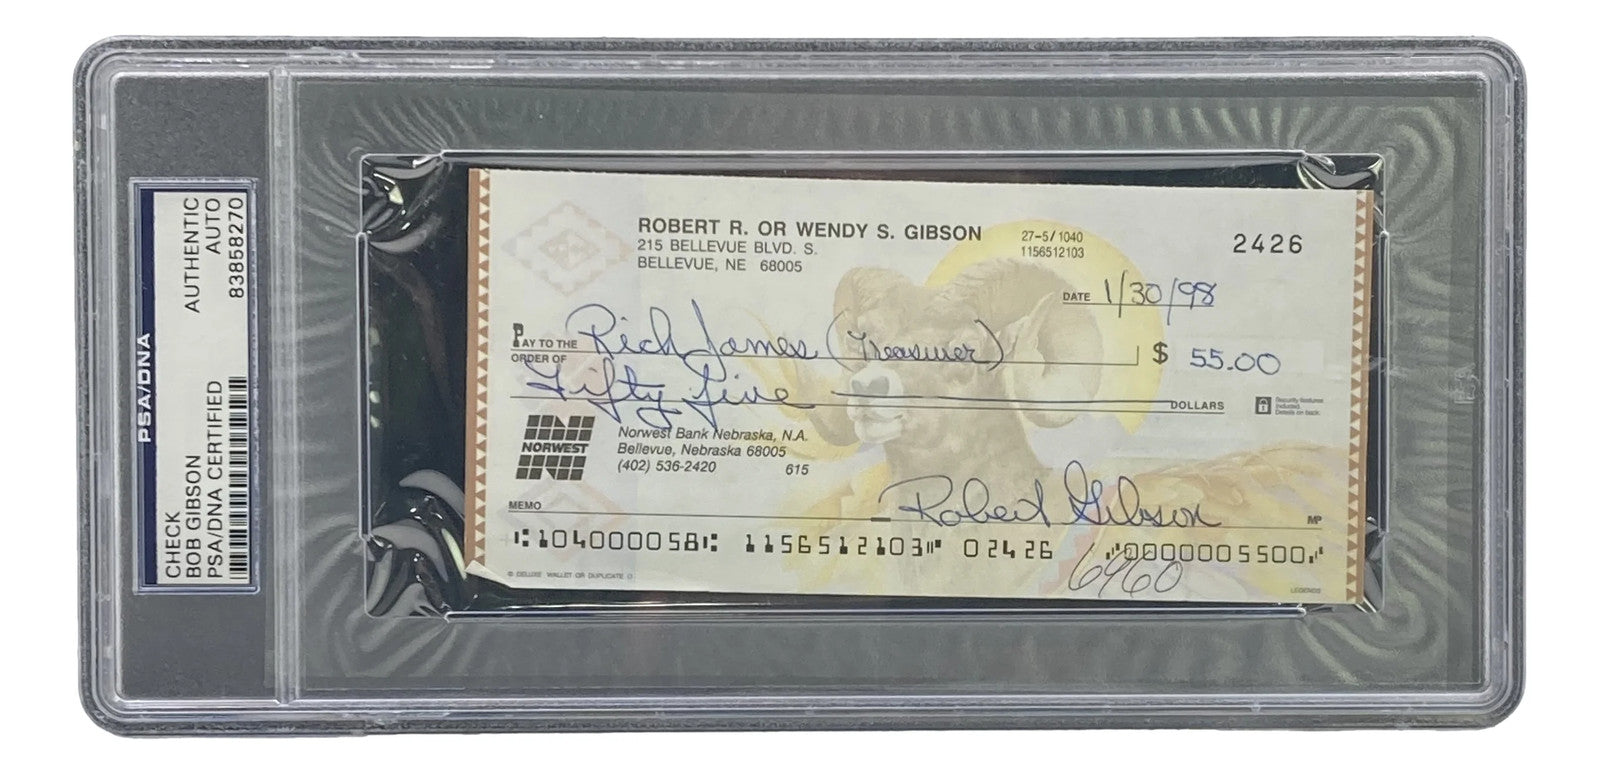 PSA/DNA
CHECK AUTHENTIC
BOB GIBSON AUTO
PSA/DNA CERTIFIED 83858270
ROBERT R. OR WENDY S. GIBSON
215 BELLEVUE BLVD. S.
BELLEVUE, NE 68005
27-5/1040
1156512103
2426
DATE 1/30/98
PAY TO THE
ORDER OF Rich James (Treasurer) $ 55.00
Fifty five DOLLARS
Security features
included.
Details on back.
NORWEST
Norwest Bank Nebraska, N.A.
Bellevue, Nebraska 68005
(402) 536-2420 615
MEMO Robert Gibson MP
⑆104000058⑆ 1156512103⑈ 02426 ⑇0000005500⑇
6960
© DELUXE WALLET OR DUPLICATE O LEGENDS